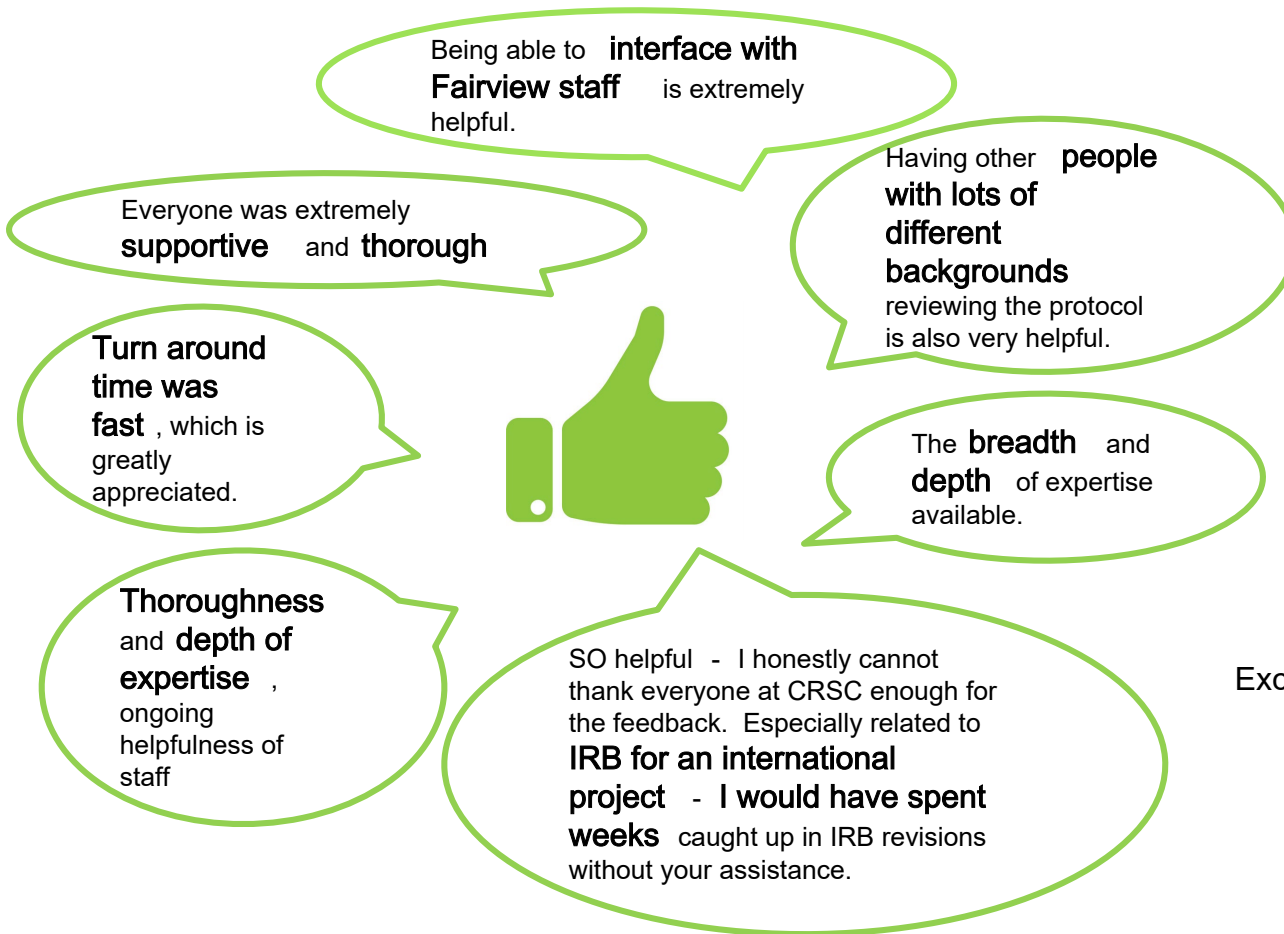 Being able to interface with
Fairview staff is extremely
helpful.
Having other people
with lots of
different
backgrounds
reviewing the protocol
is also very helpful.
Everyone was extremely
supportive and thorough
Turn around
time was
fast , which is
greatly
appreciated.
The breadth and
depth of expertise
available.
Thoroughness
and depth of
expertise ,
ongoing
helpfulness of
staff
SO helpful - I honestly cannot
thank everyone at CRSC enough for
the feedback. Especially related to
IRB for an international
project - I would have spent
weeks caught up in IRB revisions
without your assistance.